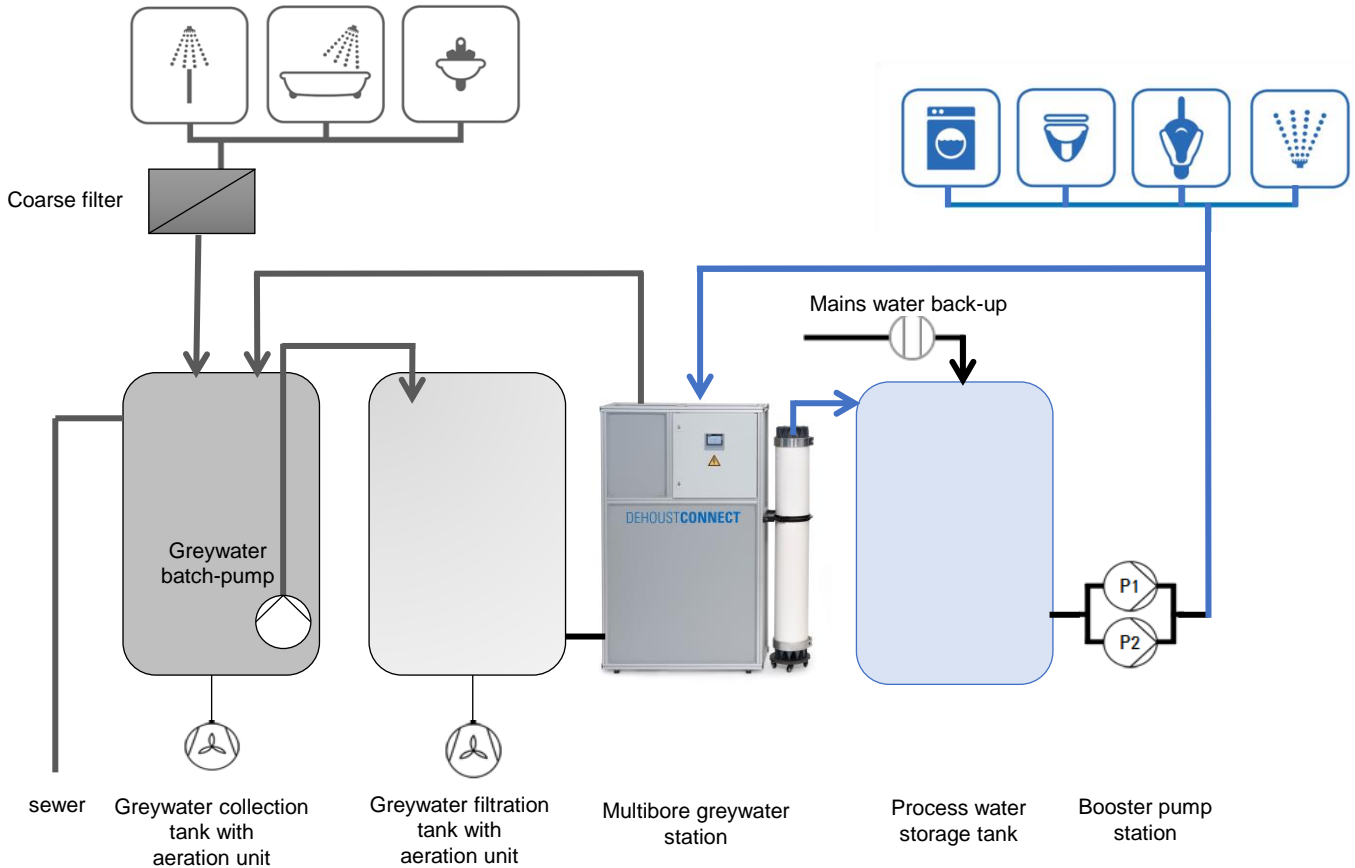 Coarse filter
Mains water back-up
DEHOUSTCONNECT
Greywater
batch-pump
P1
P2
sewer
Greywater collection
tank with
aeration unit
Greywater filtration
tank with
aeration unit
Multibore greywater
station
Process water
storage tank
Booster pump
station